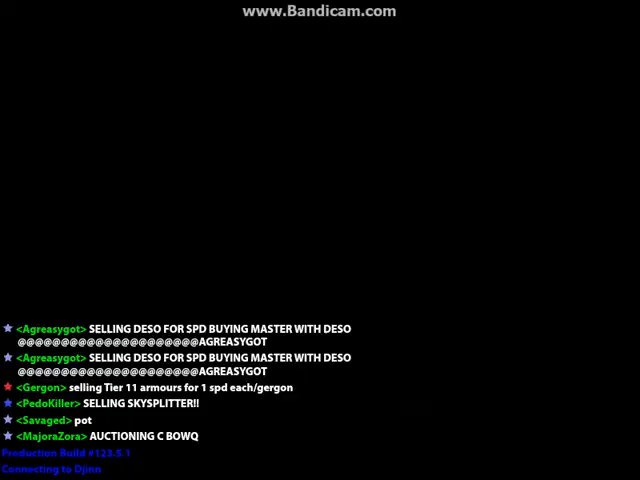 www.Bandicam.com
<Agreasygot> SELLING DESO FOR SPD BUYING MASTER WITH DESO
@@@@@@@@@@@@@@@@@@@@@AGREASYGOT
<Agreasygot> SELLING DESO FOR SPD BUYING MASTER WITH DESO
@@@@@@@@@@@@@@@@@@@@@AGREASYGOT
<Gergon> selling Tier 11 armours for 1 spd each/gergon
<PedoKiller> SELLING SKYSPLITTER!!
<Savaged> pot
<MajoraZora> AUCTIONING C BOWQ
Production Build #123.5.1
Connecting to Djinn